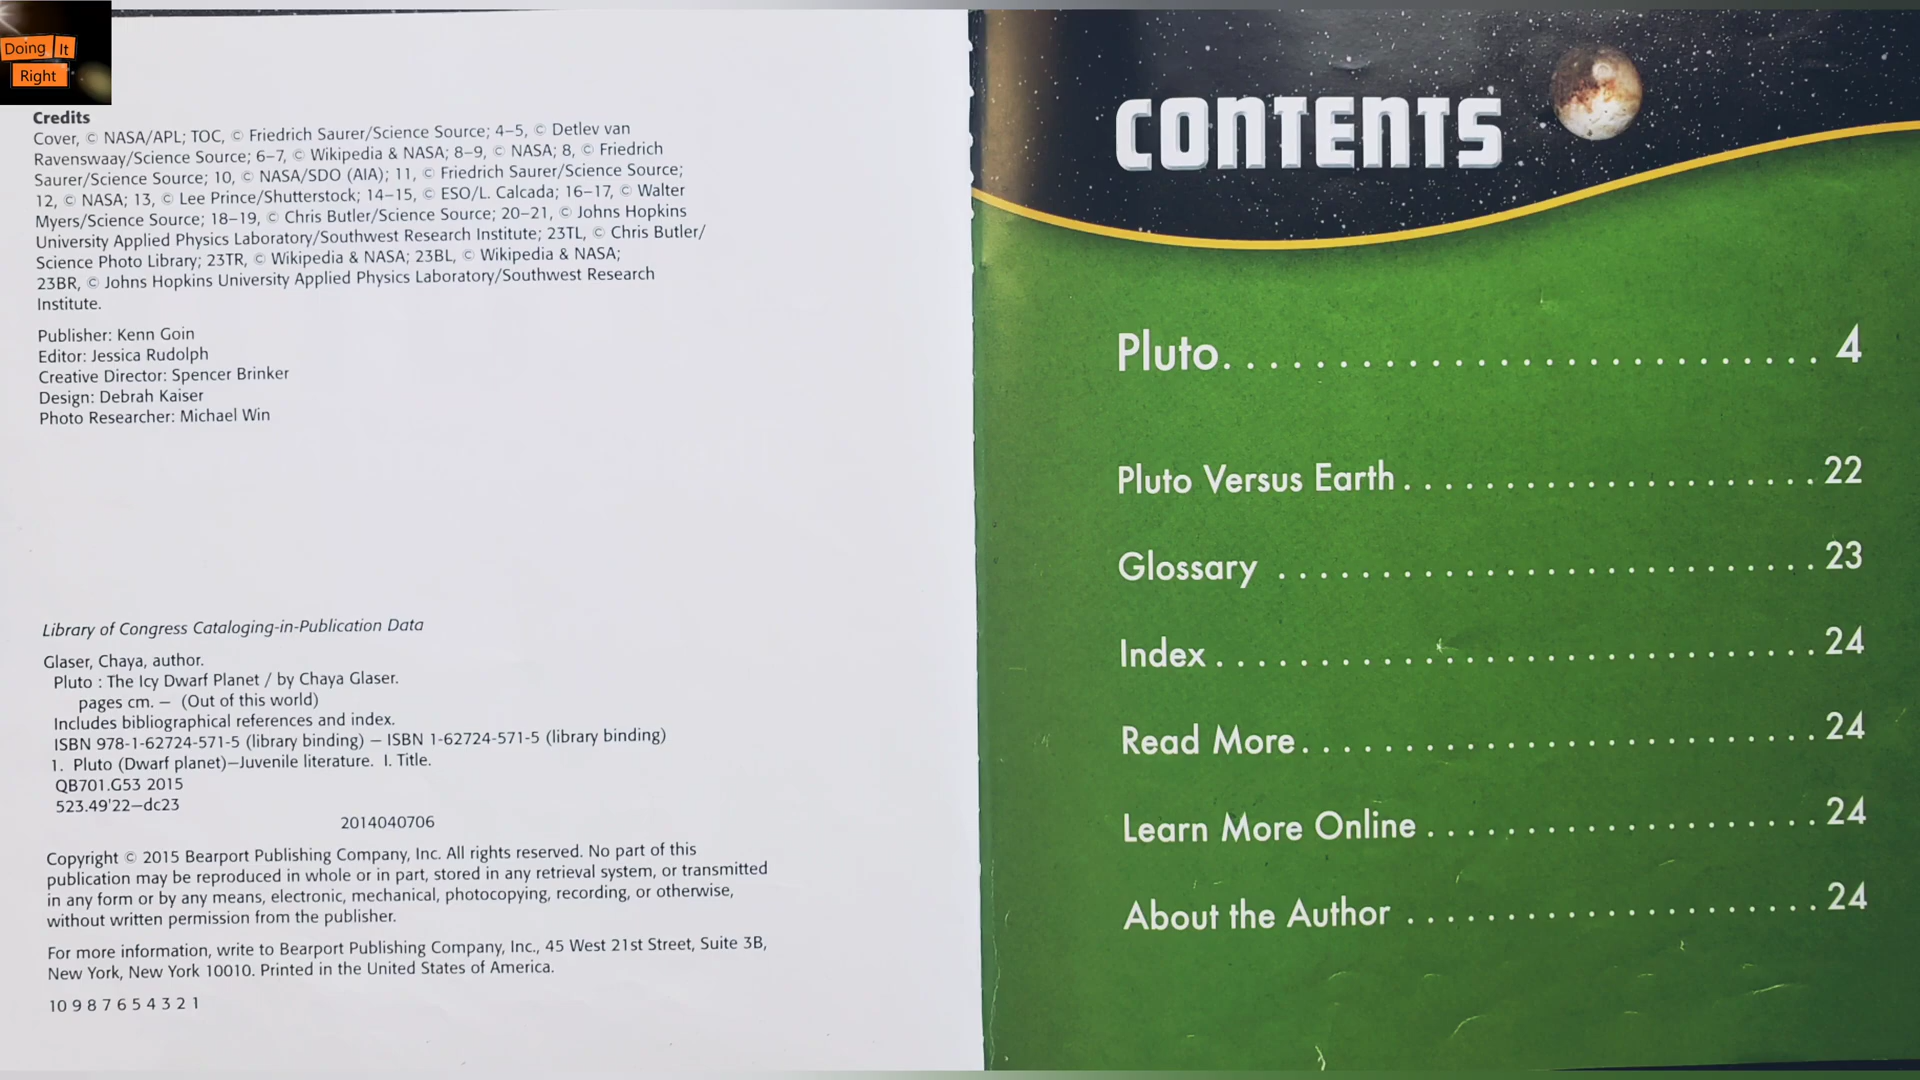 Doing It
Right
Credits
Cover, © NASA/APL; TOC, © Friedrich Saurer/Science Source; 4–5, © Detlev van
Ravenswaay/Science Source; 6–7, © Wikipedia & NASA; 8–9, © NASA; 8, © Friedrich
Saurer/Science Source; 10, © NASA/SDO (AIA); 11, © Friedrich Saurer/Science Source;
12, © NASA; 13, © Lee Prince/Shutterstock; 14–15, © ESO/L. Calcada; 16–17, © Walter
Myers/Science Source; 18–19, © Chris Butler/Science Source; 20–21, © Johns Hopkins
University Applied Physics Laboratory/Southwest Research Institute; 23TL, © Chris Butler/
Science Photo Library; 23TR, © Wikipedia & NASA; 23BL, © Wikipedia & NASA;
23BR, © Johns Hopkins University Applied Physics Laboratory/Southwest Research
Institute.
Publisher: Kenn Goin
Editor: Jessica Rudolph
Creative Director: Spencer Brinker
Design: Debrah Kaiser
Photo Researcher: Michael Win
Library of Congress Cataloging-in-Publication Data
Glaser, Chaya, author.
Pluto : The Icy Dwarf Planet / by Chaya Glaser.
pages cm. – (Out of this world)
Includes bibliographical references and index.
ISBN 978-1-62724-571-5 (library binding) – ISBN 1-62724-571-5 (library binding)
1. Pluto (Dwarf planet)–Juvenile literature. I. Title.
QB701.G53 2015
523.49'22–dc23
2014040706
Copyright © 2015 Bearport Publishing Company, Inc. All rights reserved. No part of this
publication may be reproduced in whole or in part, stored in any retrieval system, or transmitted
in any form or by any means, electronic, mechanical, photocopying, recording, or otherwise,
without written permission from the publisher.
For more information, write to Bearport Publishing Company, Inc., 45 West 21st Street, Suite 3B,
New York, New York 10010. Printed in the United States of America.
10 9 8 7 6 5 4 3 2 1
CONTENTS
Pluto. . . . . . . . . . . . . . . . . . . . . . . . . . . . . 4
Pluto Versus Earth . . . . . . . . . . . . . . . . . . . . 22
Glossary . . . . . . . . . . . . . . . . . . . . . . . . . . 23
Index . . . . . . . . . . . . . . . . . . . . . . . . . . . . . 24
Read More. . . . . . . . . . . . . . . . . . . . . . . . . 24
Learn More Online . . . . . . . . . . . . . . . . . . . 24
About the Author . . . . . . . . . . . . . . . . . . . . 24